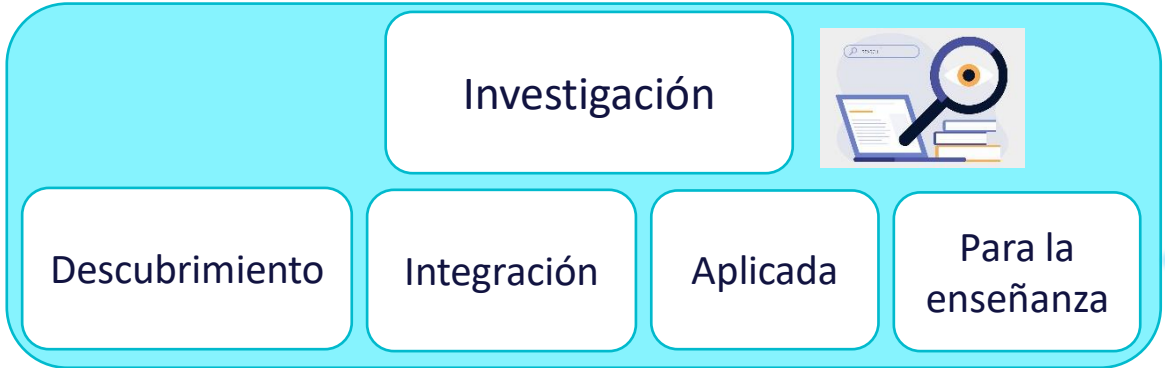 Investigación
Descubrimiento
Integración
Aplicada
Para la
enseñanza